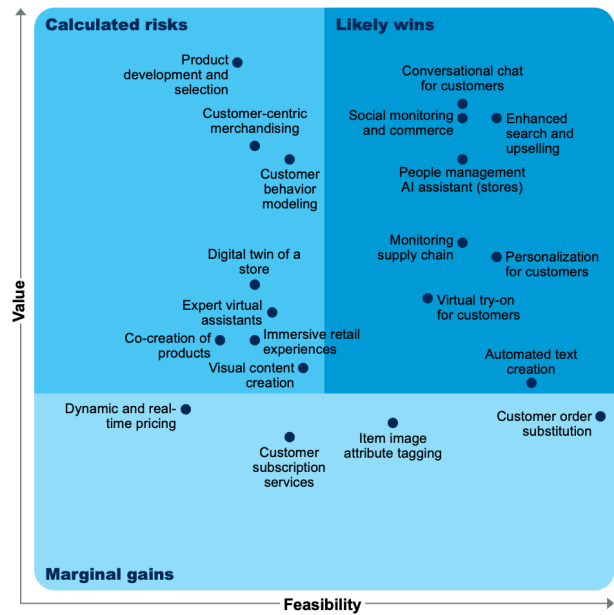 Calculated risks
Likely wins
Product
development and
selection
Conversational chat
for customers
Customer-centric
merchandising
Social monitoring
and commerce
Enhanced
search and
upselling
Customer
behavior
modeling
People management
AI assistant (stores)
Digital twin of a
store
Monitoring
supply chain
Personalization
for customers
Expert virtual
assistants
Virtual try-on
for customers
Co-creation of
products
Immersive retail
experiences
Visual content
creation
Automated text
creation
Dynamic and real-
time pricing
Customer
subscription
services
Item image
attribute tagging
Customer order
substitution
Marginal gains
Value
Feasibility